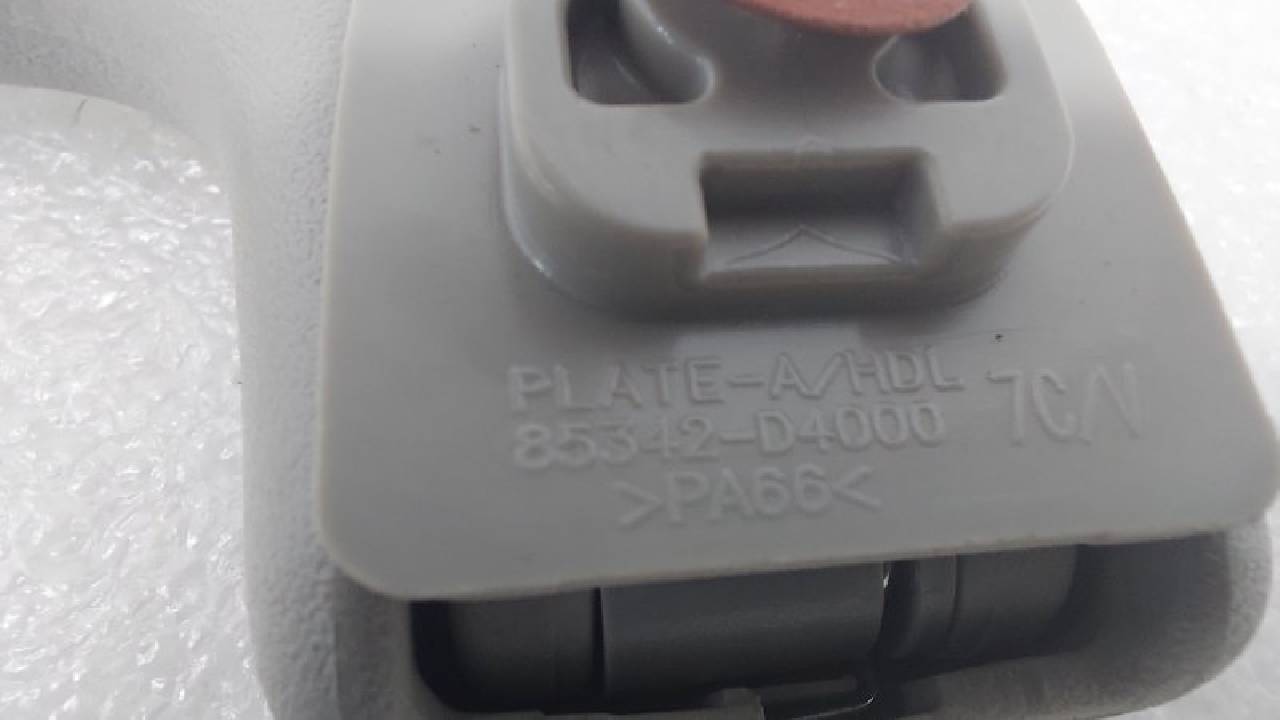 PLATE-A/HDL
85342-D4000 7C/V
>PA66<